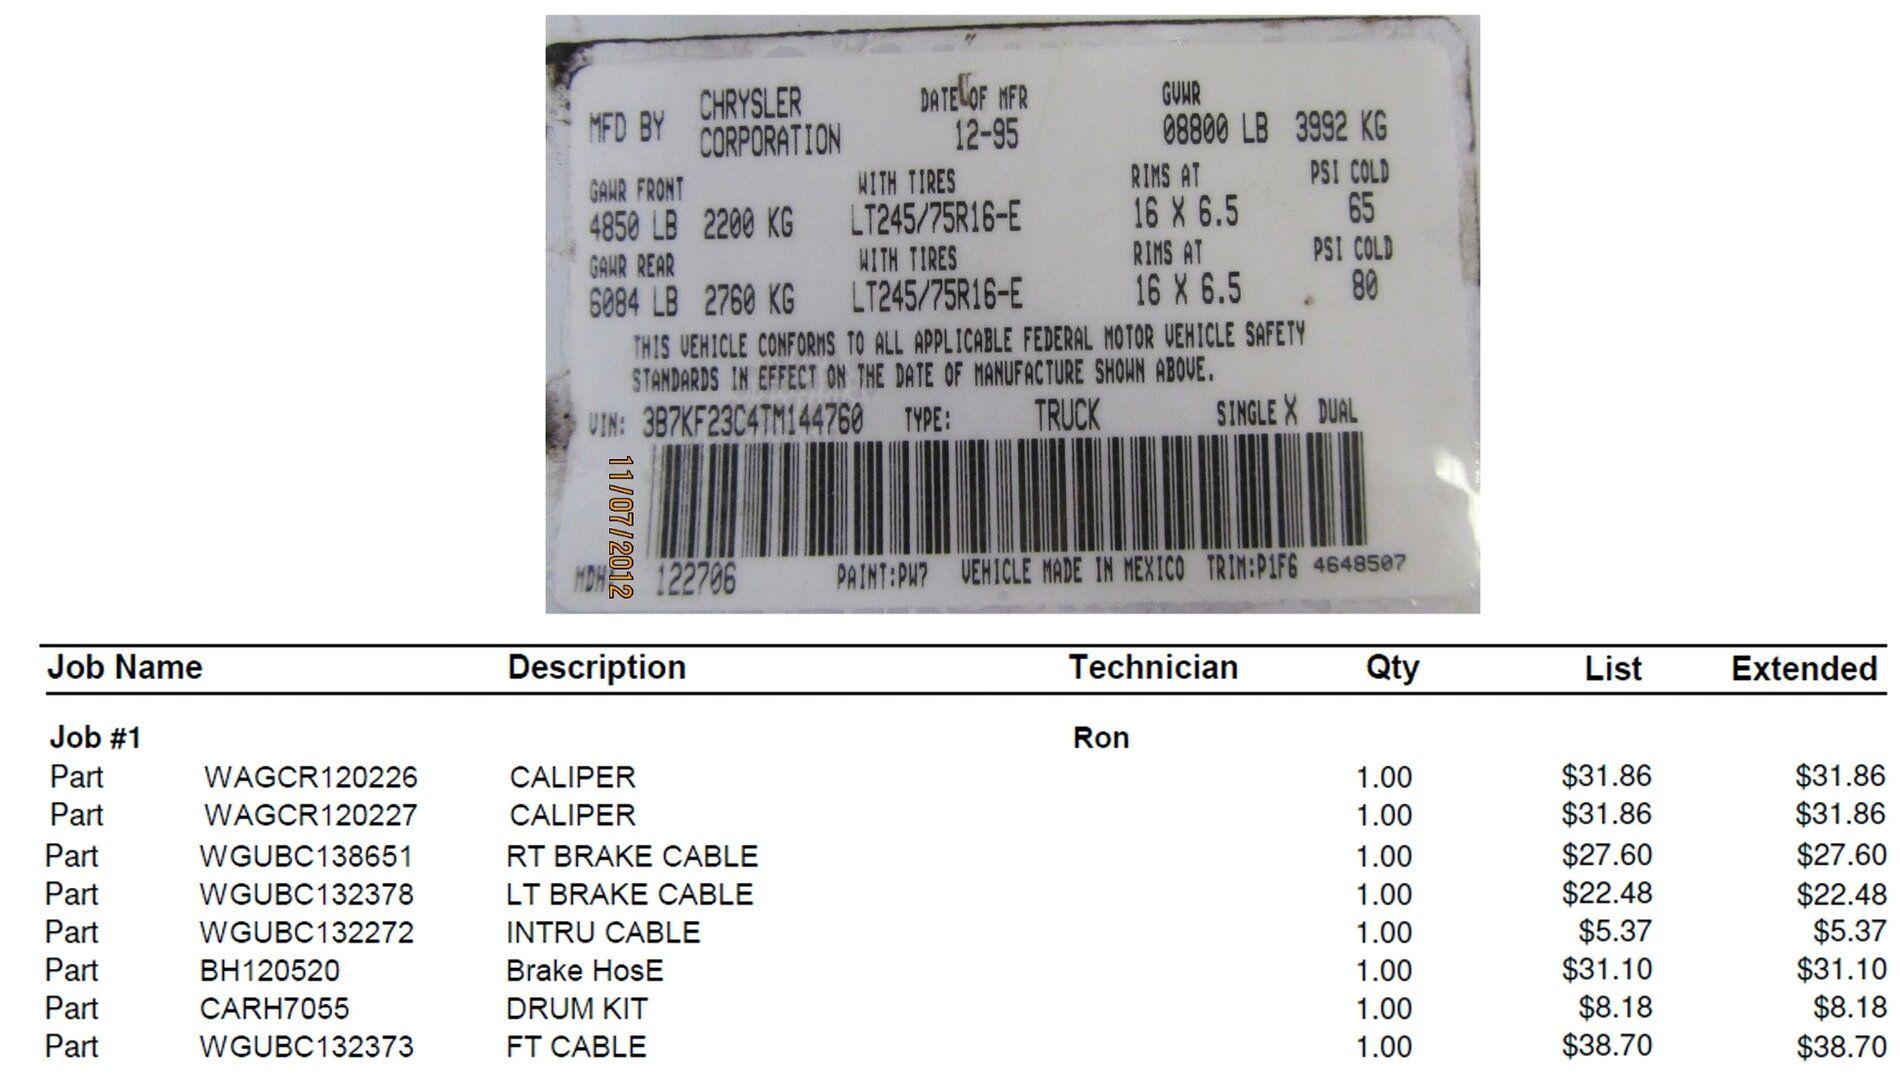 MFD BY CHRYSLER CORPORATION DATE OF MFR 12-95 GVWR 08800 LB 3992 KG
GAWR FRONT WITH TIRES RIMS AT PSI COLD
4850 LB 2200 KG LT245/75R16-E 16 X 6.5 65
GAWR REAR WITH TIRES RIMS AT PSI COLD
6084 LB 2760 KG LT245/75R16-E 16 X 6.5 80
THIS VEHICLE CONFORMS TO ALL APPLICABLE FEDERAL MOTOR VEHICLE SAFETY
STANDARDS IN EFFECT ON THE DATE OF MANUFACTURE SHOWN ABOVE.
VIN: 3B7KF23C4TM144760 TYPE: TRUCK SINGLE X DUAL
11/07/2012
MDH: 122706 PAINT:PW7 VEHICLE MADE IN MEXICO TRIM:P1F6 4648507
Job Name Description Technician Qty List Extended
Job #1 Ron
Part WAGCR120226 CALIPER 1.00 $31.86 $31.86
Part WAGCR120227 CALIPER 1.00 $31.86 $31.86
Part WGUBC138651 RT BRAKE CABLE 1.00 $27.60 $27.60
Part WGUBC132378 LT BRAKE CABLE 1.00 $22.48 $22.48
Part WGUBC132272 INTRU CABLE 1.00 $5.37 $5.37
Part BH120520 Brake HosE 1.00 $31.10 $31.10
Part CARH7055 DRUM KIT 1.00 $8.18 $8.18
Part WGUBC132373 FT CABLE 1.00 $38.70 $38.70